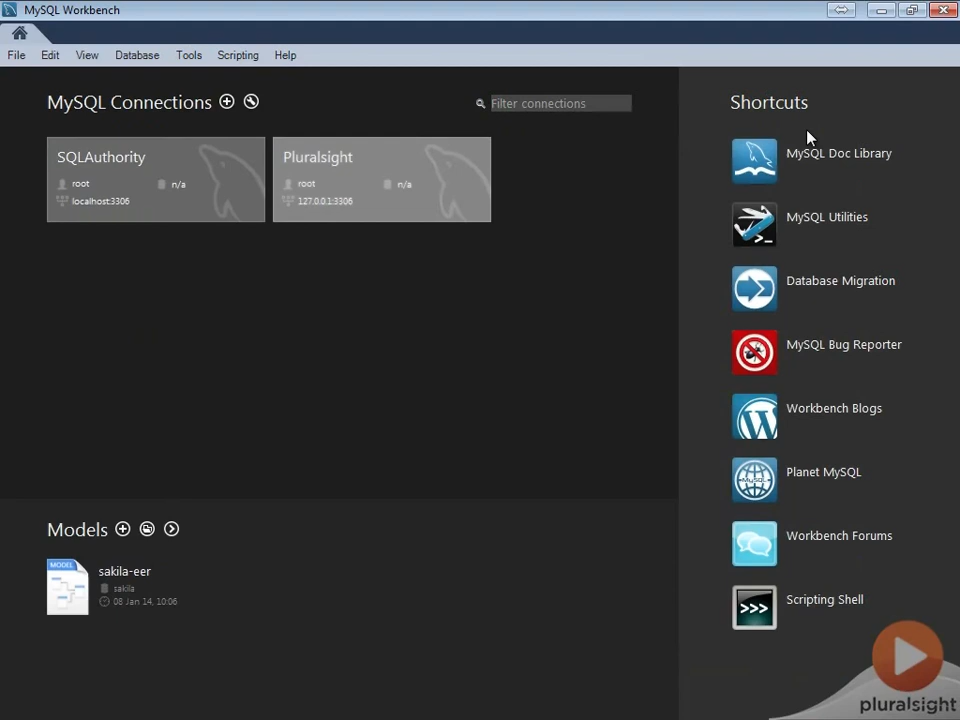 MySQL Workbench
File Edit View Database Tools Scripting Help
MySQL Connections
Filter connections
SQLAuthority
root
n/a
localhost:3306
Pluralsight
root
n/a
127.0.0.1:3306
Shortcuts
MySQL Doc Library
MySQL Utilities
Database Migration
MySQL Bug Reporter
Workbench Blogs
Planet MySQL
Workbench Forums
Scripting Shell
Models
MODEL
sakila-eer
sakila
08 Jan 14, 10:06
pluralsight